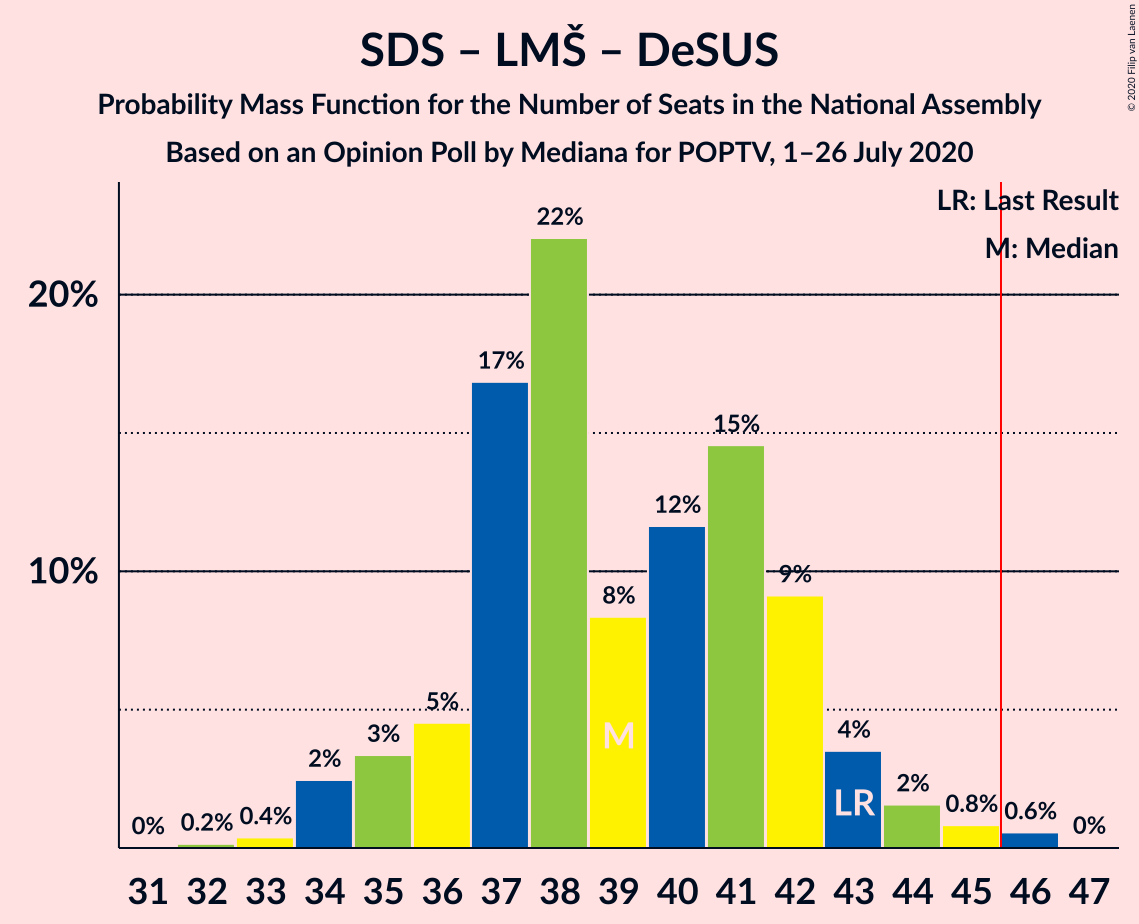 SDS – LMŠ – DeSUS
Probability Mass Function for the Number of Seats in the National Assembly
Based on an Opinion Poll by Mediana for POPTV, 1–26 July 2020
© 2020 Filip van Laenen
LR: Last Result
M: Median
20%
10%
0%
0.2%
0.4%
2%
3%
5%
17%
22%
8%
12%
15%
9%
4%
2%
0.8%
0.6%
0%
M
LR
31 32 33 34 35 36 37 38 39 40 41 42 43 44 45 46 47